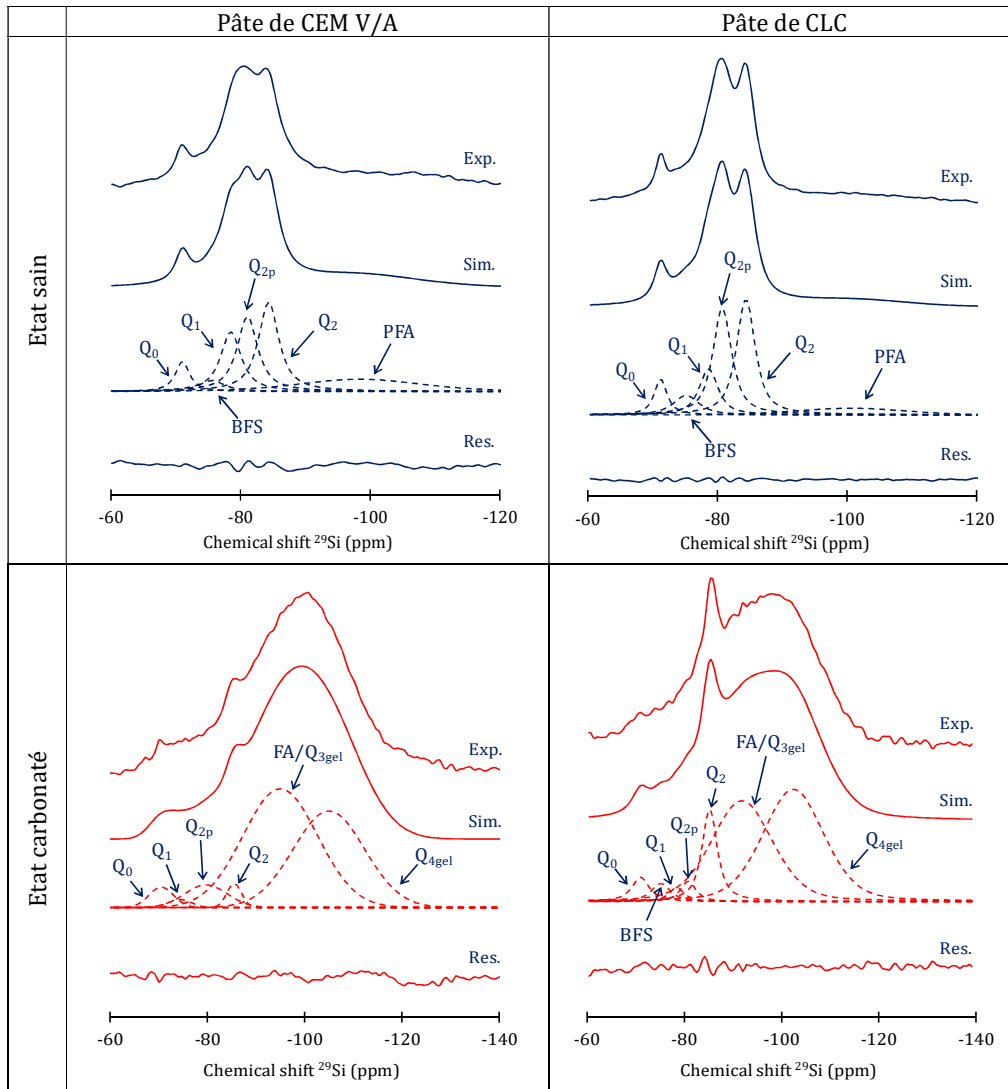 Pâte de CEM V/A
Pâte de CLC
Etat sain
Exp.
Sim.
Q2p
Q1
Q2
PFA
Q0
BFS
Res.
-60 -80 -100 -120
Chemical shift ²⁹Si (ppm)
Exp.
Sim.
Q2p
Q1
Q2
PFA
Q0
BFS
Res.
-60 -80 -100 -120
Chemical shift ²⁹Si (ppm)
Etat carbonaté
Exp.
FA/Q3gel
Sim.
Q2p
Q1
Q2
Q0
Q4gel
Res.
-60 -80 -100 -120 -140
Chemical shift ²⁹Si (ppm)
Exp.
FA/Q3gel
Q2
Sim.
Q2p
Q1
Q0
Q4gel
BFS
Res.
-60 -80 -100 -120 -140
Chemical shift ²⁹Si (ppm)